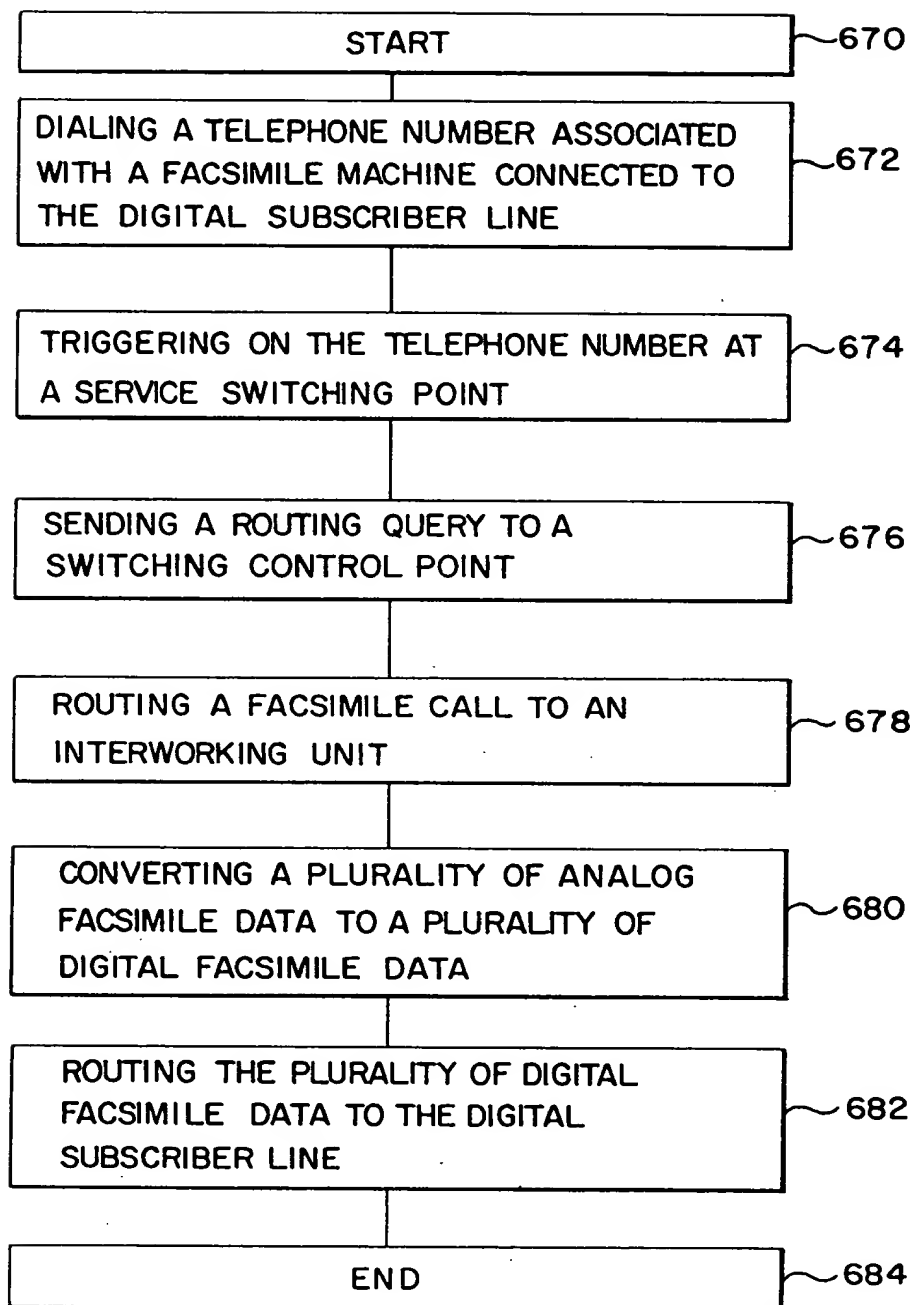 START
670
DIALING A TELEPHONE NUMBER ASSOCIATED
WITH A FACSIMILE MACHINE CONNECTED TO
THE DIGITAL SUBSCRIBER LINE
672
TRIGGERING ON THE TELEPHONE NUMBER AT
A SERVICE SWITCHING POINT
674
SENDING A ROUTING QUERY TO A
SWITCHING CONTROL POINT
676
ROUTING A FACSIMILE CALL TO AN
INTERWORKING UNIT
678
CONVERTING A PLURALITY OF ANALOG
FACSIMILE DATA TO A PLURALITY OF
DIGITAL FACSIMILE DATA
680
ROUTING THE PLURALITY OF DIGITAL
FACSIMILE DATA TO THE DIGITAL
SUBSCRIBER LINE
682
END
684